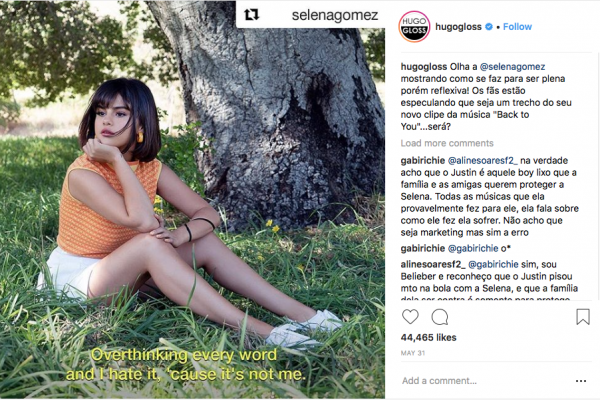 selenagomez
Overthinking every word
and I hate it, 'cause it's not me.
HUGO
GLOSS
hugogloss • Follow
hugogloss Olha a @selenagomez
mostrando como se faz para ser plena
porém reflexiva! Os fãs estão
especulando que seja um trecho do seu
novo clipe da música "Back to
You"...será?
Load more comments
gabirichie @alinesoaresf2_ na verdade
acho que o Justin é aquele boy lixo que a
família e as amigas querem proteger a
Selena. Todas as músicas que ela
provavelmente fez para ele, ela fala sobre
como ele fez ela sofrer. Não acho que
seja marketing mas sim a erro
gabirichie @gabirichie o*
alinesoaresf2_ @gabirichie sim, sou
Belieber e reconheço que o Justin pisou
mto na bola com a Selena, e que a família
dela ser contra é somente para protege
44,465 likes
MAY 31
Add a comment...